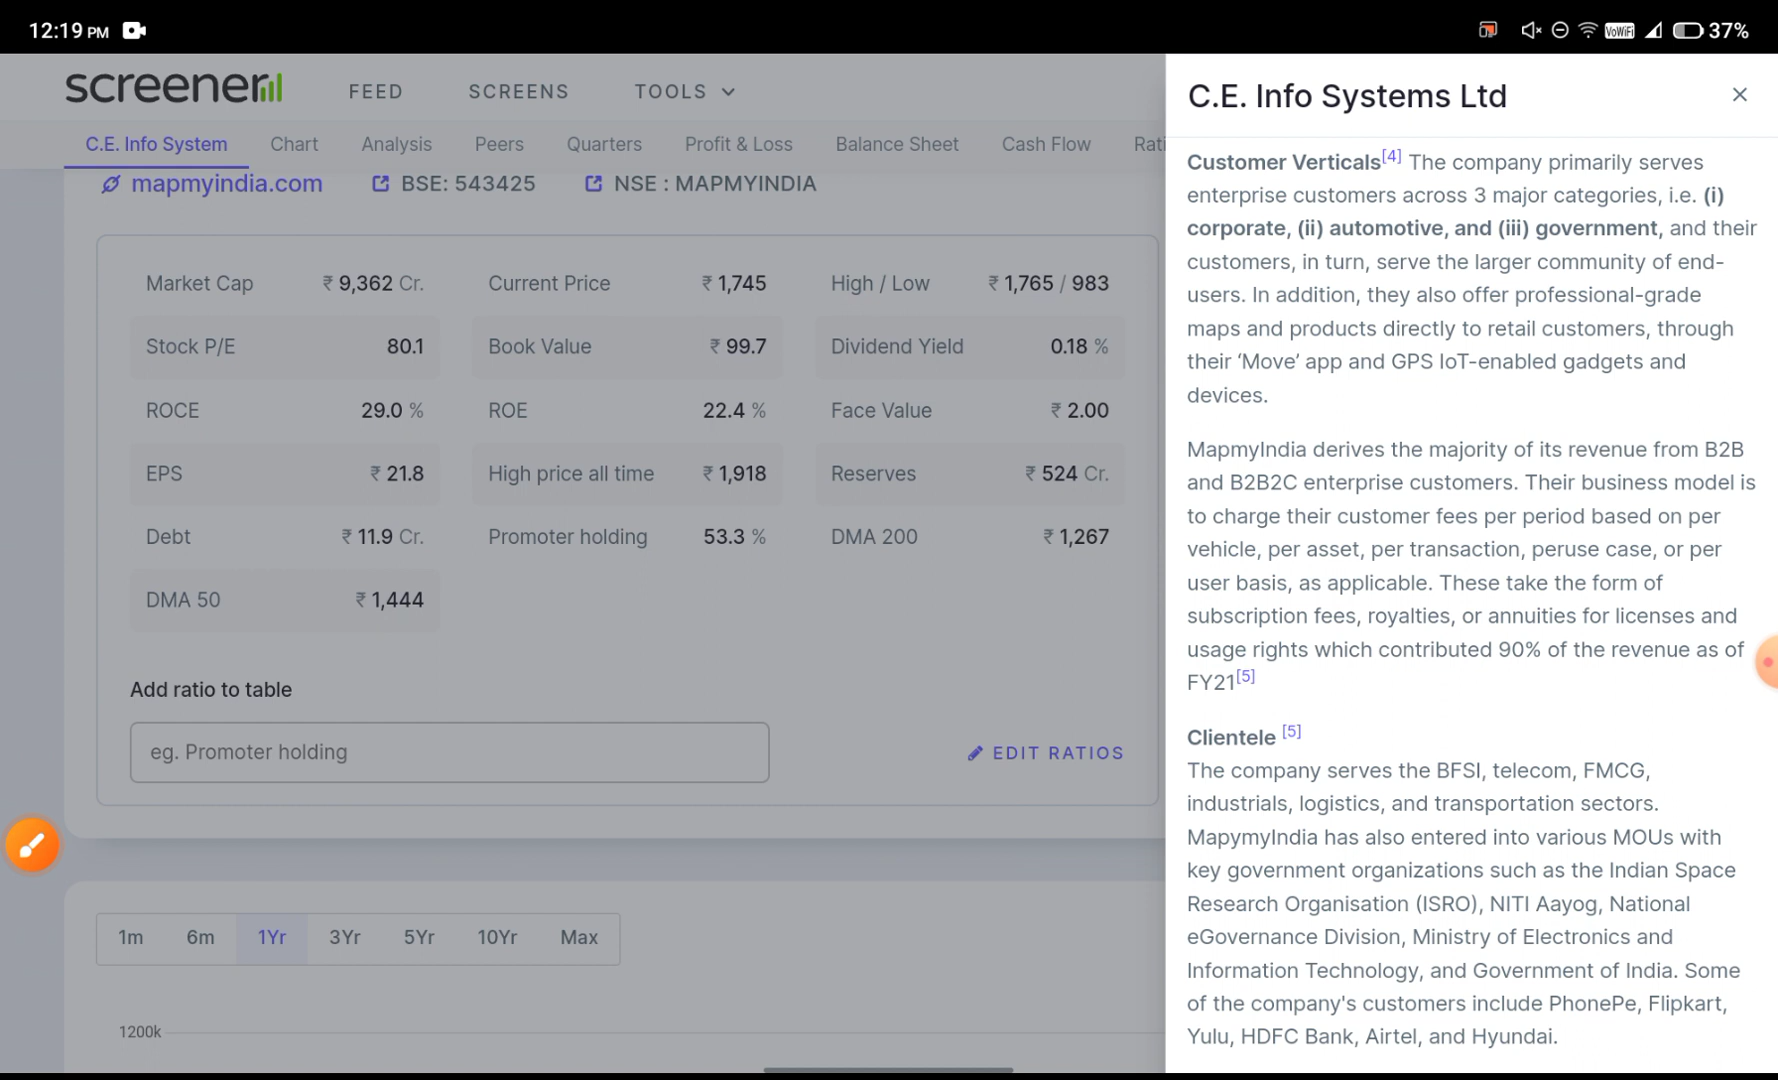 12:19 PM
VoWiFi 37%
screener FEED SCREENS TOOLS
C.E. Info System Chart Analysis Peers Quarters Profit & Loss Balance Sheet Cash Flow Rati
mapmyindia.com BSE: 543425 NSE : MAPMYINDIA
Market Cap ₹ 9,362 Cr. Current Price ₹ 1,745 High / Low ₹ 1,765 / 983
Stock P/E 80.1 Book Value ₹ 99.7 Dividend Yield 0.18 %
ROCE 29.0 % ROE 22.4 % Face Value ₹ 2.00
EPS ₹ 21.8 High price all time ₹ 1,918 Reserves ₹ 524 Cr.
Debt ₹ 11.9 Cr. Promoter holding 53.3 % DMA 200 ₹ 1,267
DMA 50 ₹ 1,444
Add ratio to table
eg. Promoter holding EDIT RATIOS
1m 6m 1Yr 3Yr 5Yr 10Yr Max
1200k
C.E. Info Systems Ltd
Customer Verticals[4] The company primarily serves
enterprise customers across 3 major categories, i.e. (i)
corporate, (ii) automotive, and (iii) government, and their
customers, in turn, serve the larger community of end-
users. In addition, they also offer professional-grade
maps and products directly to retail customers, through
their ‘Move’ app and GPS IoT-enabled gadgets and
devices.
MapmyIndia derives the majority of its revenue from B2B
and B2B2C enterprise customers. Their business model is
to charge their customer fees per period based on per
vehicle, per asset, per transaction, peruse case, or per
user basis, as applicable. These take the form of
subscription fees, royalties, or annuities for licenses and
usage rights which contributed 90% of the revenue as of
FY21[5]
Clientele [5]
The company serves the BFSI, telecom, FMCG,
industrials, logistics, and transportation sectors.
MapymyIndia has also entered into various MOUs with
key government organizations such as the Indian Space
Research Organisation (ISRO), NITI Aayog, National
eGovernance Division, Ministry of Electronics and
Information Technology, and Government of India. Some
of the company's customers include PhonePe, Flipkart,
Yulu, HDFC Bank, Airtel, and Hyundai.